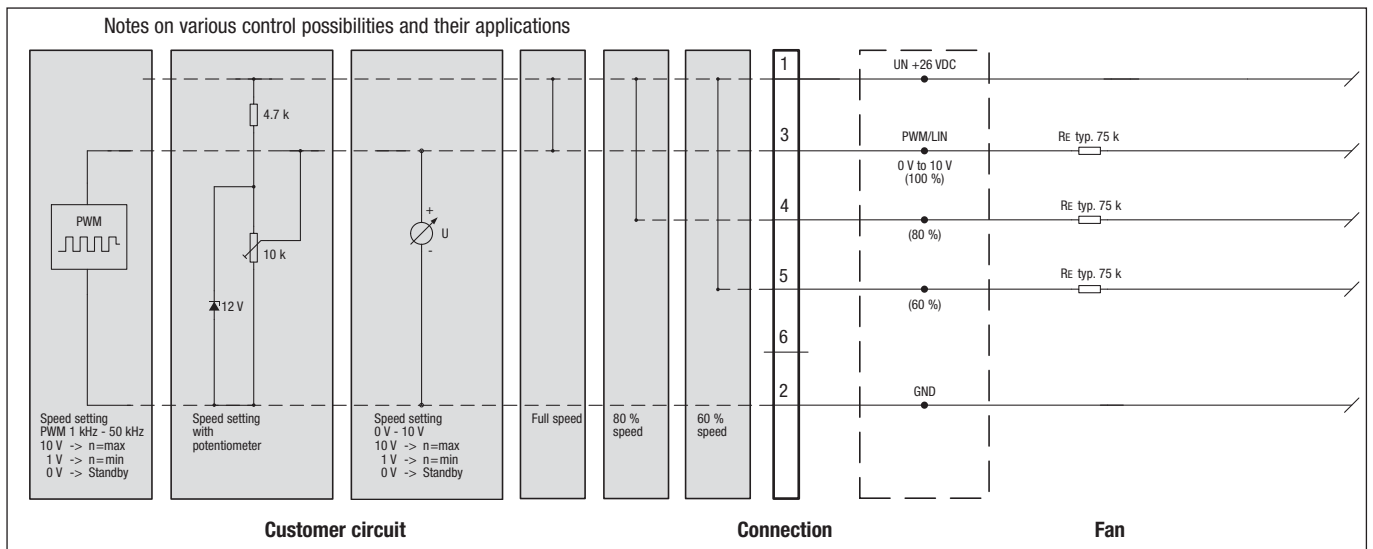 Notes on various control possibilities and their applications
1
UN +26 VDC
4.7 k
3
PWM/LIN
RE typ. 75 k
0 V to 10 V
(100 %)
4
RE typ. 75 k
PWM
+
U
-
(80 %)
10 k
5
RE typ. 75 k
12 V
(60 %)
6
2
GND
Speed setting
PWM 1 kHz - 50 kHz
10 V -> n=max
1 V -> n=min
0 V -> Standby
Speed setting
with
potentiometer
Speed setting
0 V - 10 V
10 V -> n=max
1 V -> n=min
0 V -> Standby
Full speed
80 %
speed
60 %
speed
Customer circuit
Connection
Fan